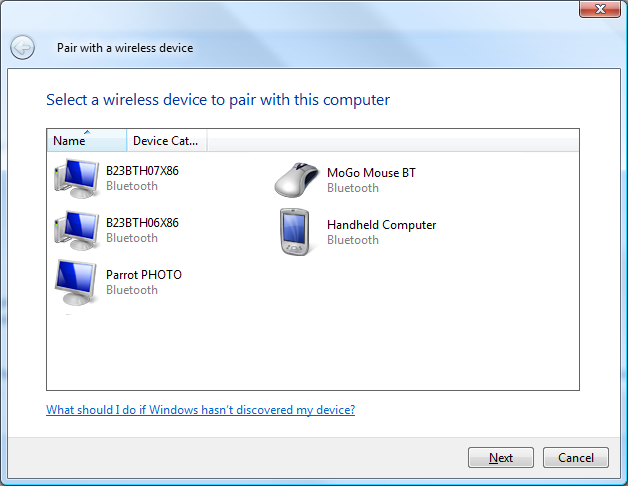 Pair with a wireless device
Select a wireless device to pair with this computer
Name Device Cat...
B23BTH07X86
Bluetooth
MoGo Mouse BT
Bluetooth
B23BTH06X86
Bluetooth
Handheld Computer
Bluetooth
Parrot PHOTO
Bluetooth
What should I do if Windows hasn't discovered my device?
Next Cancel